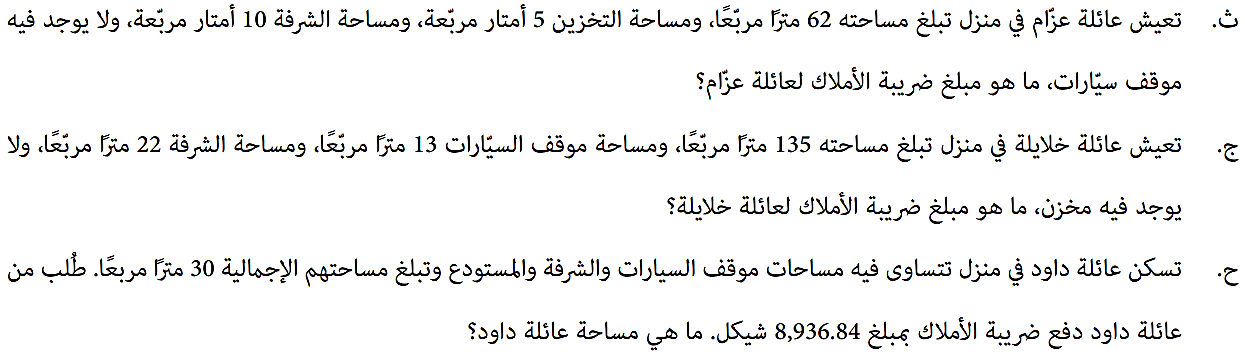 ث. تعيش عائلة عزّام في منزل تبلغ مساحته 62 مترًا مربّعًا، ومساحة التخزين 5 أمتار مربّعة، ومساحة الشرفة 10 أمتار مربّعة، ولا يوجد فيه
موقف سيّارات، ما هو مبلغ ضريبة الأملاك لعائلة عزّام؟
ج. تعيش عائلة خلايلة في منزل تبلغ مساحته 135 مترًا مربّعًا، ومساحة موقف السيّارات 13 مترًا مربّعًا، ومساحة الشرفة 22 مترًا مربّعًا، ولا
يوجد فيه مخزن، ما هو مبلغ ضريبة الأملاك لعائلة خلايلة؟
ح. تسكن عائلة داود في منزل تتساوى فيه مساحات موقف السيارات والشرفة والمستودع وتبلغ مساحتهم الإجمالية 30 مترًا مربعًا. طُلب من
عائلة داود دفع ضريبة الأملاك بمبلغ 8,936.84 شيكل. ما هي مساحة عائلة داود؟